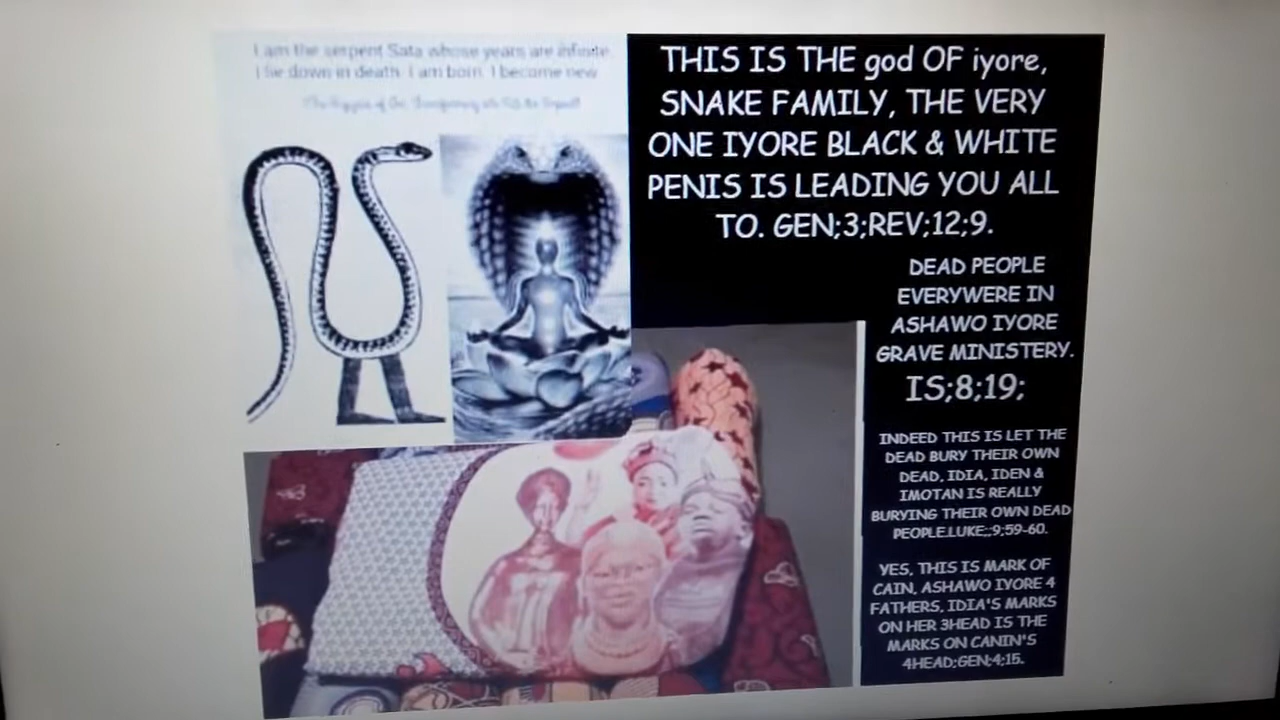 I am the serpent Sata whose years are infinite.
I lie down in death. I am born. I become new
THIS IS THE god OF iyore,
SNAKE FAMILY, THE VERY
ONE IYORE BLACK & WHITE
PENIS IS LEADING YOU ALL
TO. GEN;3;REV;12;9.
DEAD PEOPLE
EVERYWERE IN
ASHAWO IYORE
GRAVE MINISTERY.
IS;8;19;
INDEED THIS IS LET THE
DEAD BURY THEIR OWN
DEAD, IDIA, IDEN &
IMOTAN IS REALLY
BURYING THEIR OWN DEAD
PEOPLE.LUKE;;9;59-60.
YES, THIS IS MARK OF
CAIN, ASHAWO IYORE 4
FATHERS, IDIA'S MARKS
ON HER 3HEAD IS THE
MARKS ON CANIN'S
4HEAD;GEN;4;15.